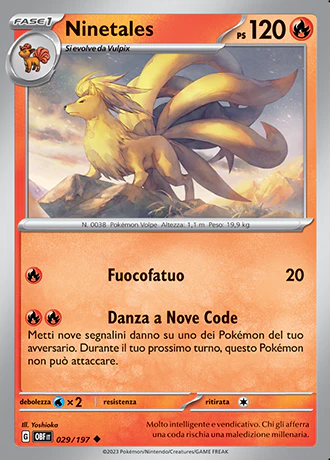 FASE 1
Ninetales
PS 120
Si evolve da Vulpix
N. 0038 Pokémon Volpe Altezza: 1,1 m Peso: 19,9 kg
Fuocofatuo 20
Danza a Nove Code
Metti nove segnalini danno su uno dei Pokémon del tuo
avversario. Durante il tuo prossimo turno, questo Pokémon
non può attaccare.
debolezza ×2 resistenza ritirata
Ill. Yoshioka
G OBF IT 029/197
Molto intelligente e vendicativo. Chi gli afferra
una coda rischia una maledizione millenaria.
©2023 Pokémon/Nintendo/Creatures/GAME FREAK